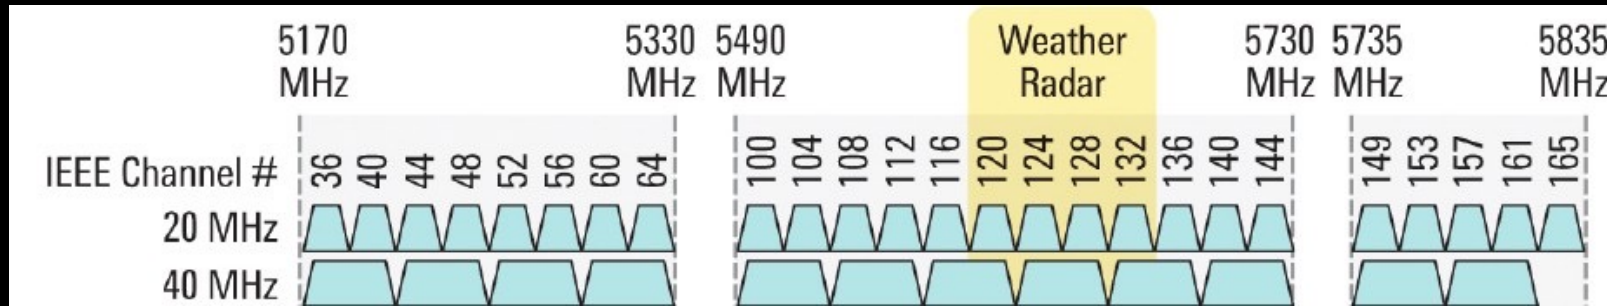 5170 MHz 5330 MHz 5490 MHz Weather Radar 5730 MHz 5735 MHz 5835 MHz
IEEE Channel # 36 40 44 48 52 56 60 64 100 104 108 112 116 120 124 128 132 136 140 144 149 153 157 161 165
20 MHz
40 MHz